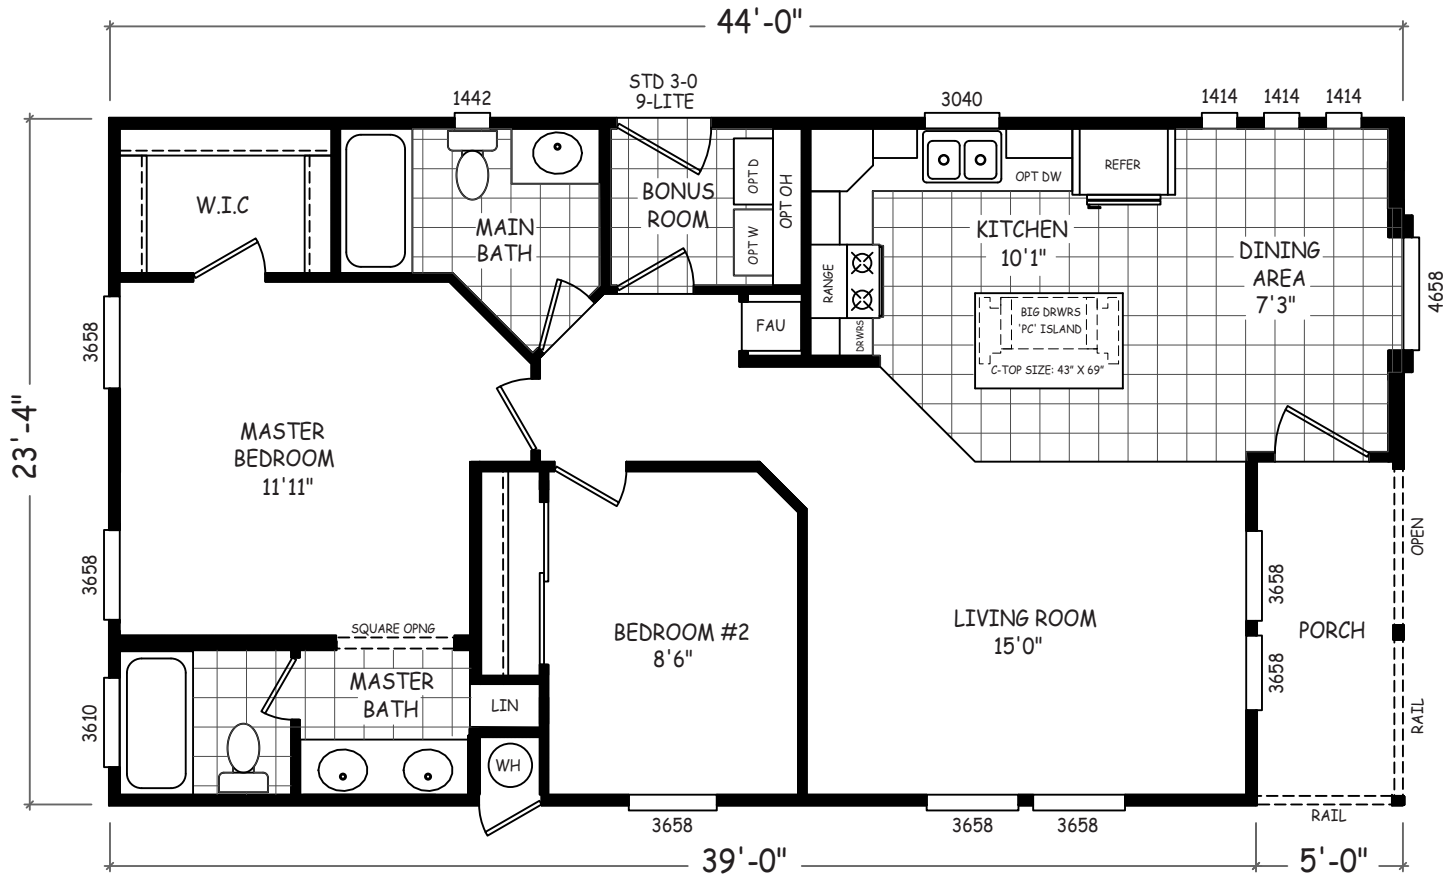 44'-0"
STD 3-0
9-LITE
1442
3040
1414
1414
1414
W.I.C
MAIN
BATH
BONUS
ROOM
OPT D
OPT W
OPT OH
OPT DW
REFER
KITCHEN
10'1"
DINING
AREA
7'3"
RANGE
DRWRS
FAU
BIG DRWRS
'PC' ISLAND
C-TOP SIZE: 43" X 69"
4658
3658
23'-4"
MASTER
BEDROOM
11'11"
3658
SQUARE OPNG
MASTER
BATH
LIN
WH
3610
BEDROOM #2
8'6"
LIVING ROOM
15'0"
3658
3658
PORCH
OPEN
RAIL
RAIL
3658
3658
3658
39'-0"
5'-0"